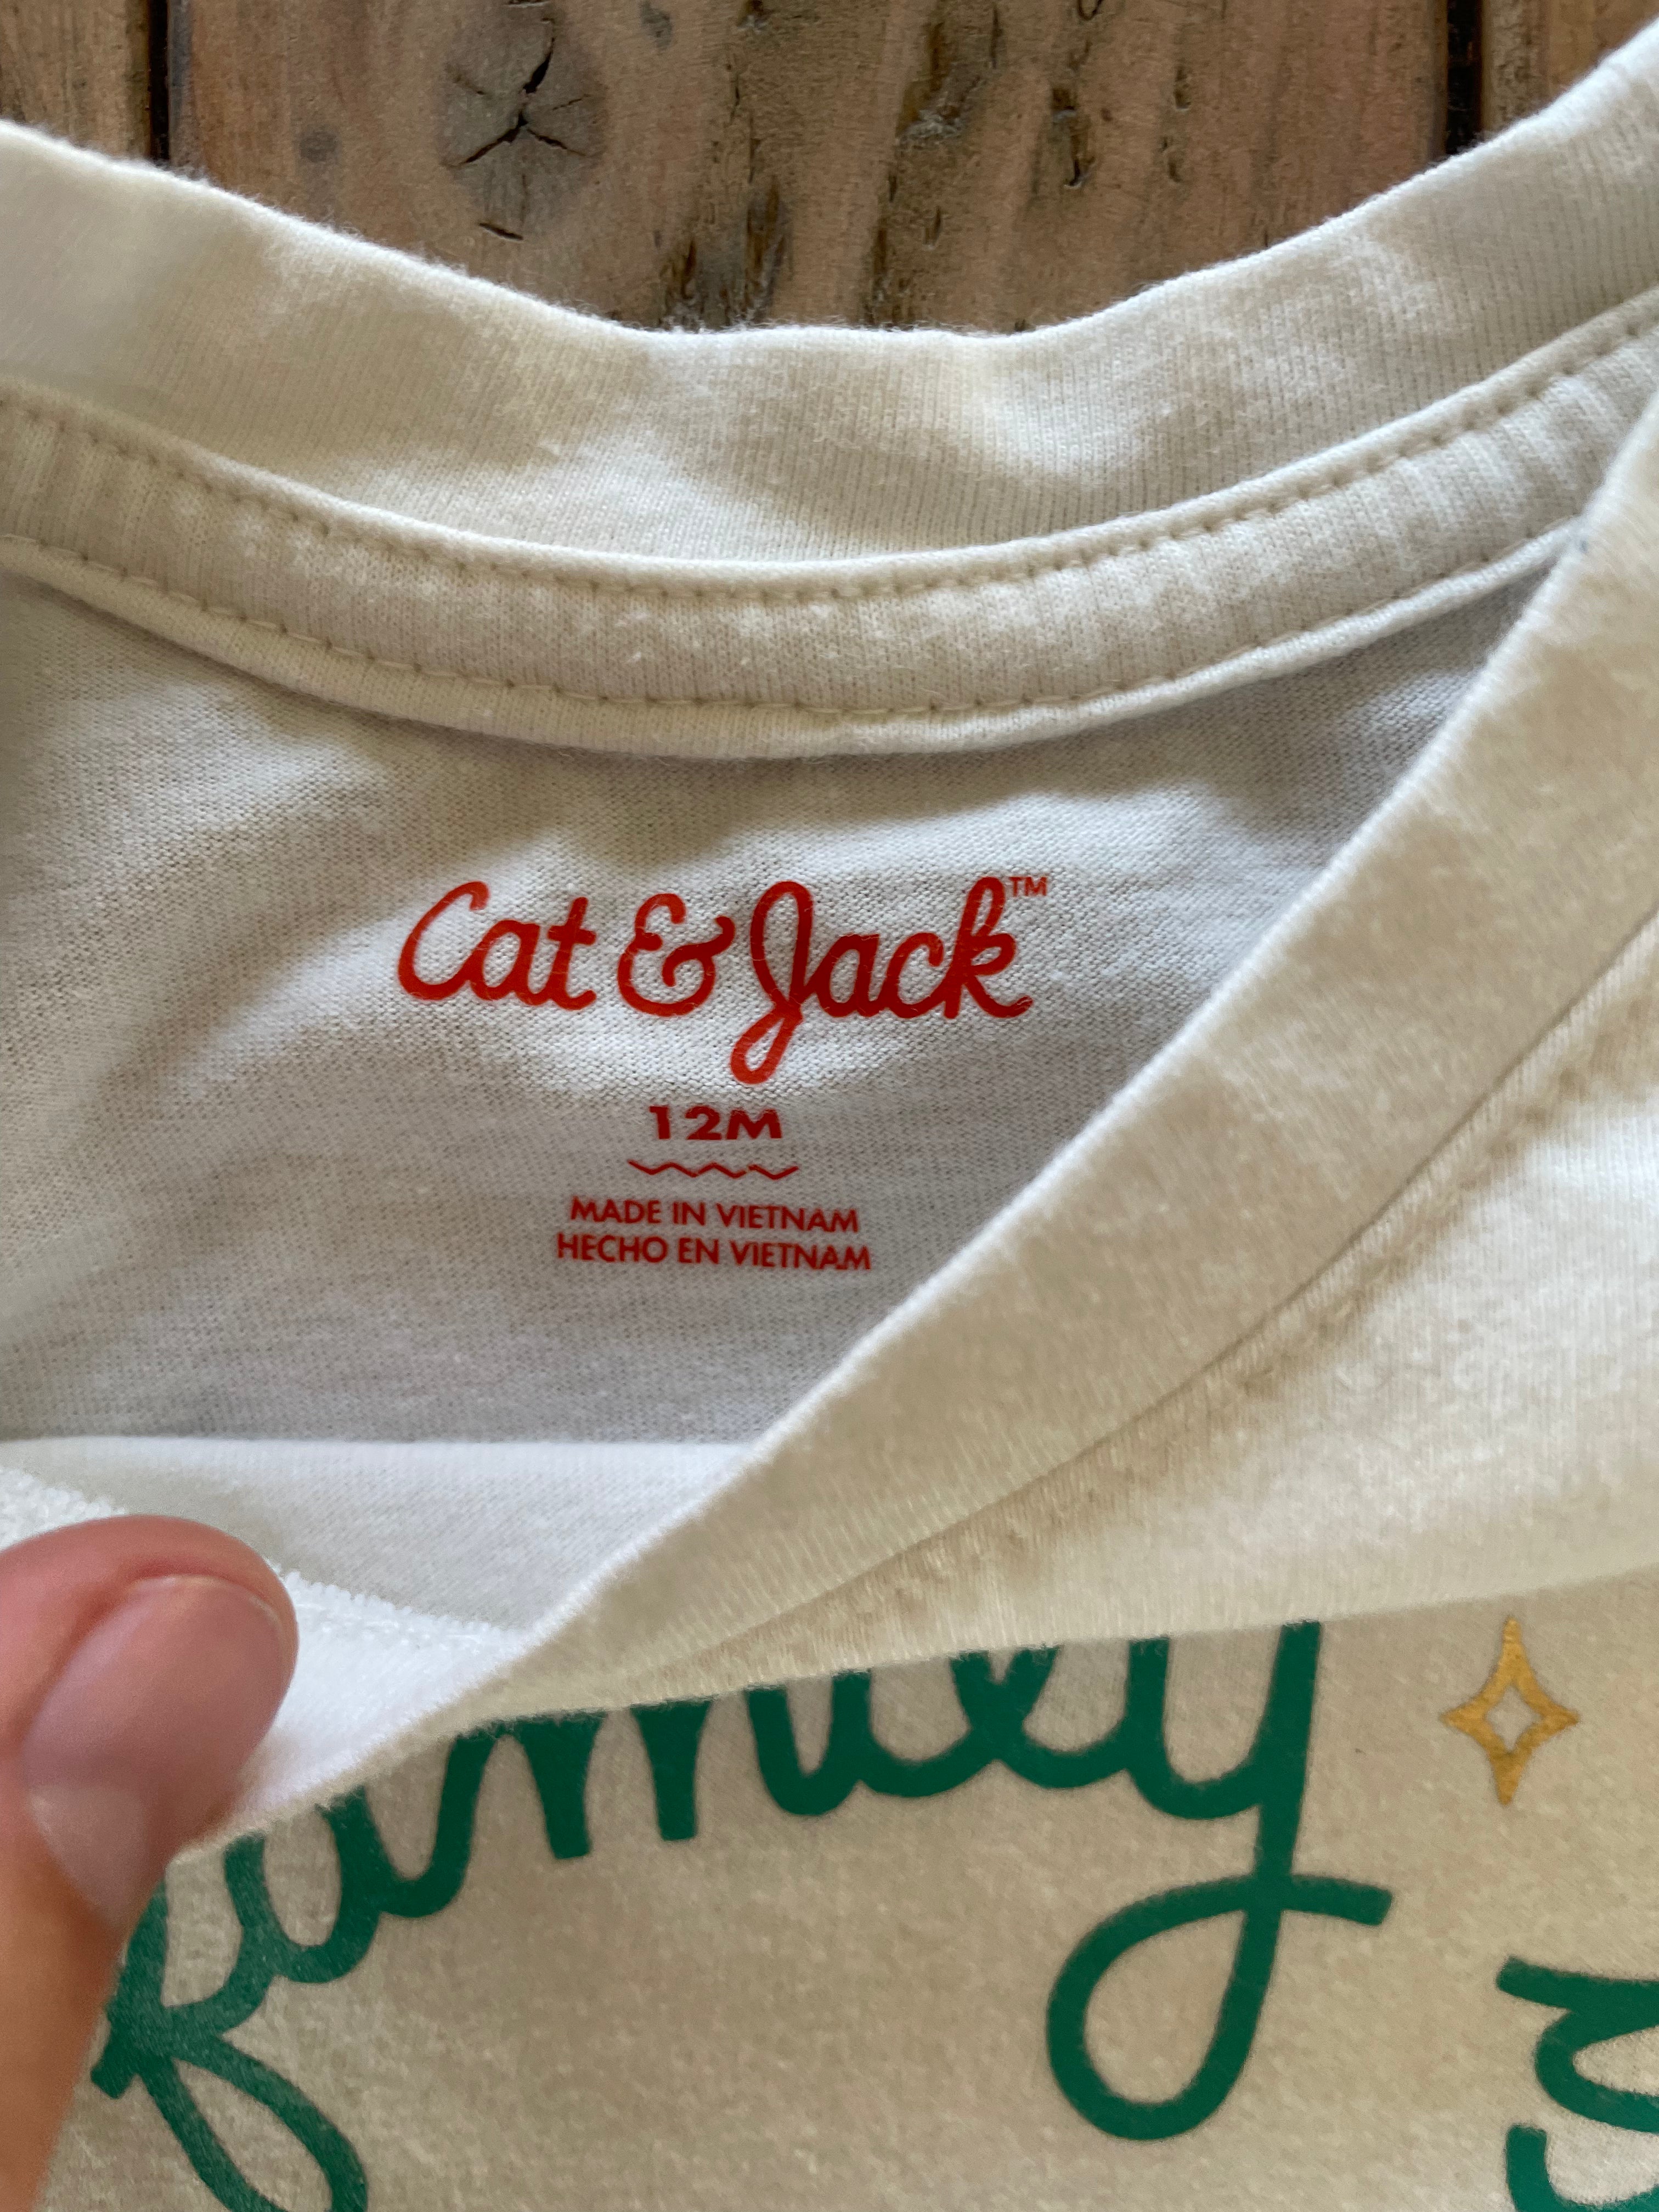 Cat & Jack™
12M
MADE IN VIETNAM
HECHO EN VIETNAM
family